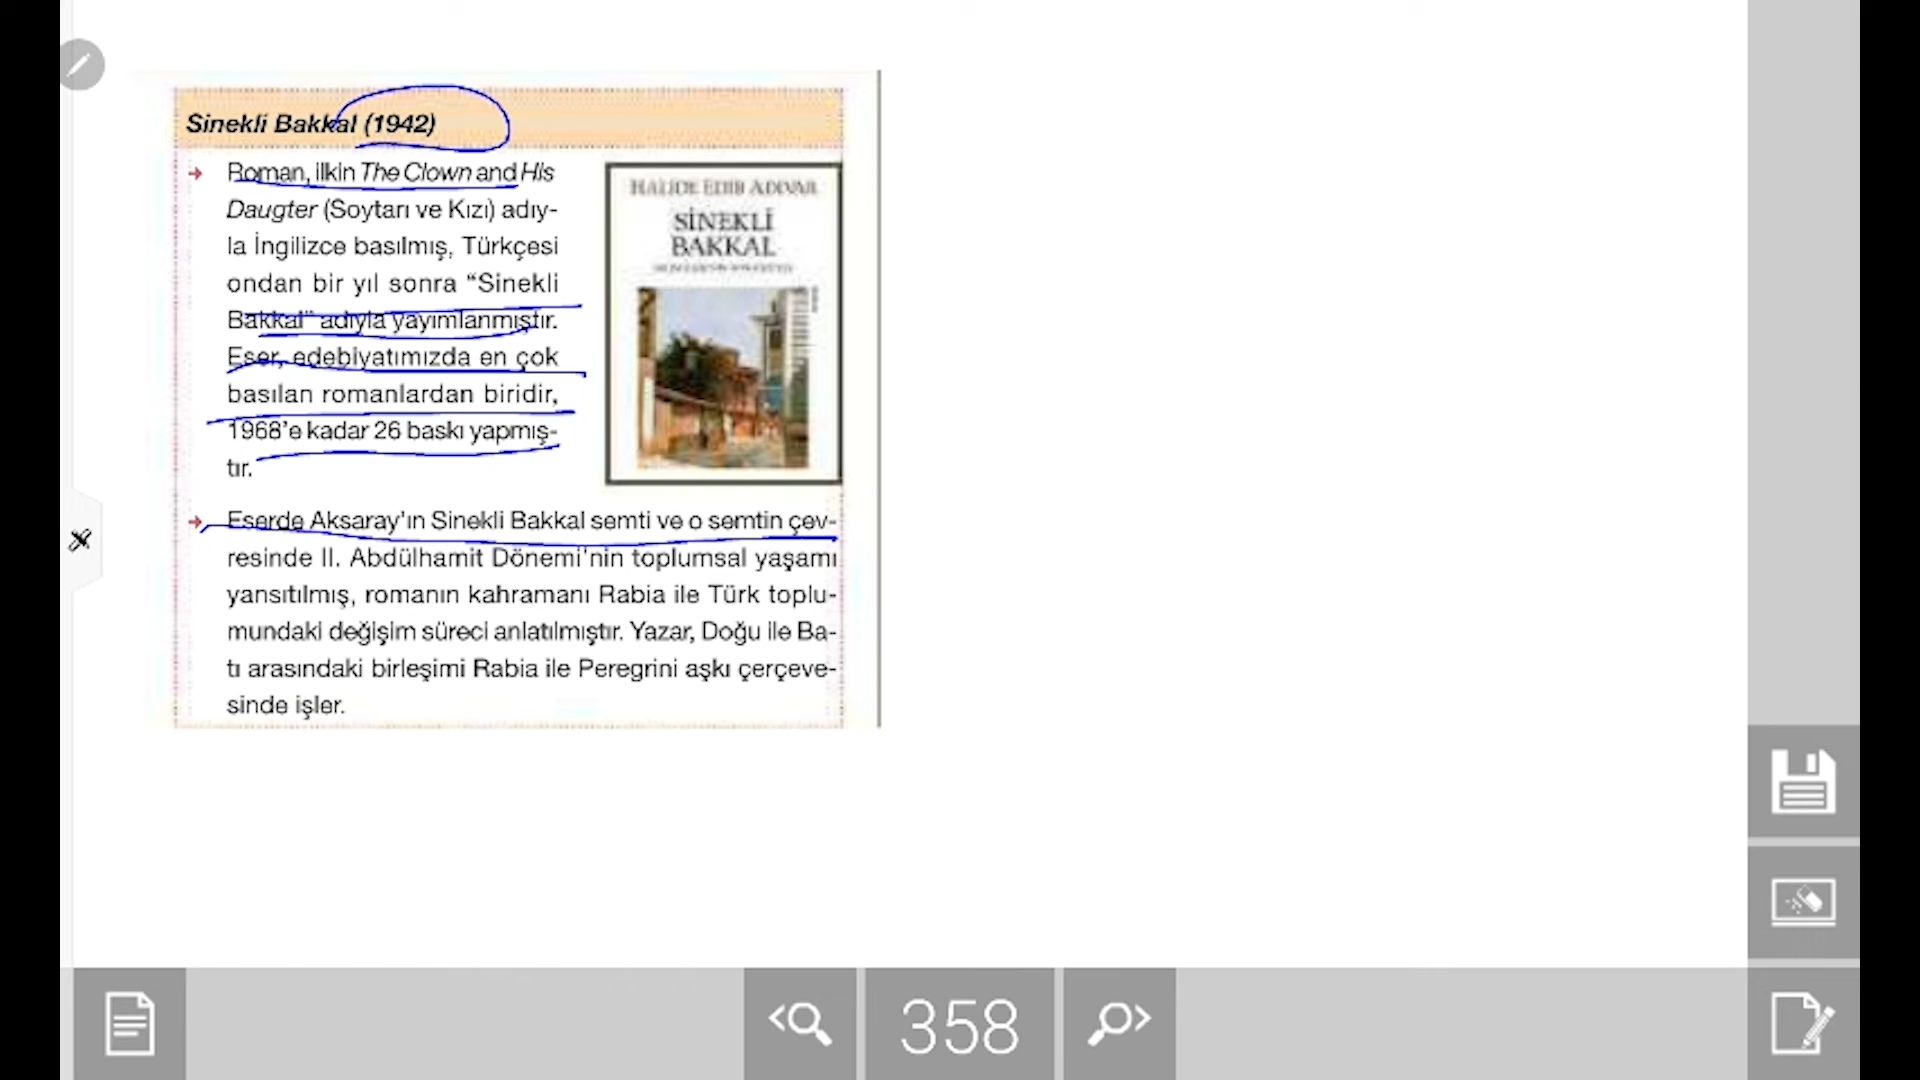 Sinekli Bakkal (1942)
Roman, ilkin The Clown and His
Daugter (Soytarı ve Kızı) adıy-
la İngilizce basılmış, Türkçesi
ondan bir yıl sonra “Sinekli
Bakkal” adıyla yayımlanmıştır.
Eser, edebiyatımızda en çok
basılan romanlardan biridir,
1968’e kadar 26 baskı yapmış-
tır.
HALİDE EDİB ADIVAR
SİNEKLİ
BAKKAL
Eserde Aksaray’ın Sinekli Bakkal semti ve o semtin çev-
resinde II. Abdülhamit Dönemi’nin toplumsal yaşamı
yansıtılmış, romanın kahramanı Rabia ile Türk toplu-
mundaki değişim süreci anlatılmıştır. Yazar, Doğu ile Ba-
tı arasındaki birleşimi Rabia ile Peregrini aşkı çerçeve-
sinde işler.
358